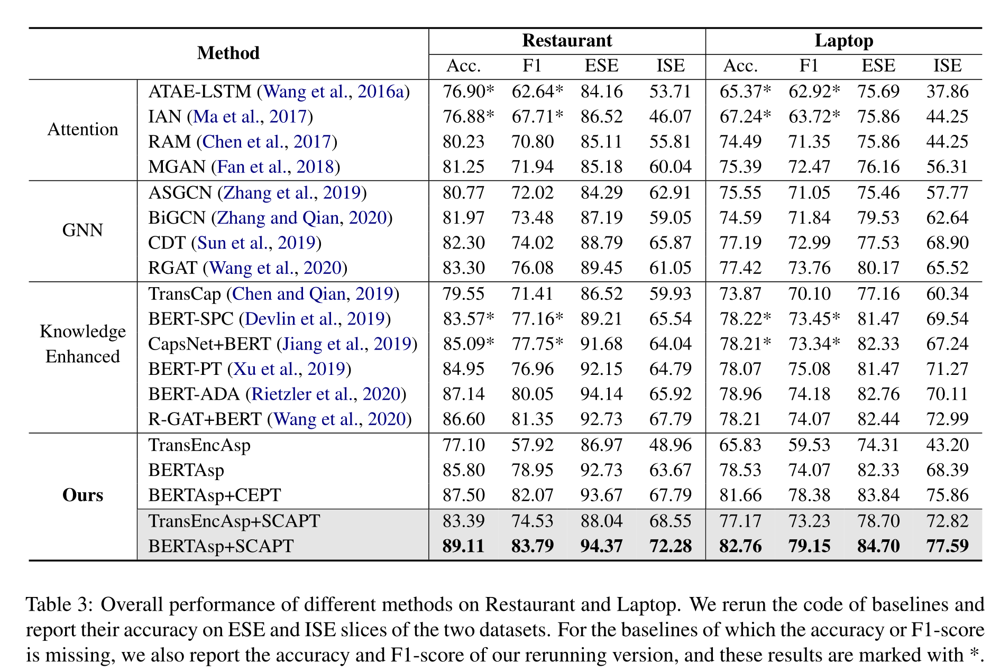 Method Restaurant Laptop
Acc. F1 ESE ISE Acc. F1 ESE ISE
Attention
ATAE-LSTM (Wang et al., 2016a) 76.90* 62.64* 84.16 53.71 65.37* 62.92* 75.69 37.86
IAN (Ma et al., 2017) 76.88* 67.71* 86.52 46.07 67.24* 63.72* 75.86 44.25
RAM (Chen et al., 2017) 80.23 70.80 85.11 55.81 74.49 71.35 75.86 44.25
MGAN (Fan et al., 2018) 81.25 71.94 85.18 60.04 75.39 72.47 76.16 56.31
GNN
ASGCN (Zhang et al., 2019) 80.77 72.02 84.29 62.91 75.55 71.05 75.46 57.77
BiGCN (Zhang and Qian, 2020) 81.97 73.48 87.19 59.05 74.59 71.84 79.53 62.64
CDT (Sun et al., 2019) 82.30 74.02 88.79 65.87 77.19 72.99 77.53 68.90
RGAT (Wang et al., 2020) 83.30 76.08 89.45 61.05 77.42 73.76 80.17 65.52
Knowledge
Enhanced
TransCap (Chen and Qian, 2019) 79.55 71.41 86.52 59.93 73.87 70.10 77.16 60.34
BERT-SPC (Devlin et al., 2019) 83.57* 77.16* 89.21 65.54 78.22* 73.45* 81.47 69.54
CapsNet+BERT (Jiang et al., 2019) 85.09* 77.75* 91.68 64.04 78.21* 73.34* 82.33 67.24
BERT-PT (Xu et al., 2019) 84.95 76.96 92.15 64.79 78.07 75.08 81.47 71.27
BERT-ADA (Rietzler et al., 2020) 87.14 80.05 94.14 65.92 78.96 74.18 82.76 70.11
R-GAT+BERT (Wang et al., 2020) 86.60 81.35 92.73 67.79 78.21 74.07 82.44 72.99
Ours
TransEncAsp 77.10 57.92 86.97 48.96 65.83 59.53 74.31 43.20
BERTAsp 85.80 78.95 92.73 63.67 78.53 74.07 82.33 68.39
BERTAsp+CEPT 87.50 82.07 93.67 67.79 81.66 78.38 83.84 75.86
TransEncAsp+SCAPT 83.39 74.53 88.04 68.55 77.17 73.23 78.70 72.82
BERTAsp+SCAPT 89.11 83.79 94.37 72.28 82.76 79.15 84.70 77.59
Table 3: Overall performance of different methods on Restaurant and Laptop. We rerun the code of baselines and
report their accuracy on ESE and ISE slices of the two datasets. For the baselines of which the accuracy or F1-score
is missing, we also report the accuracy and F1-score of our rerunning version, and these results are marked with *.